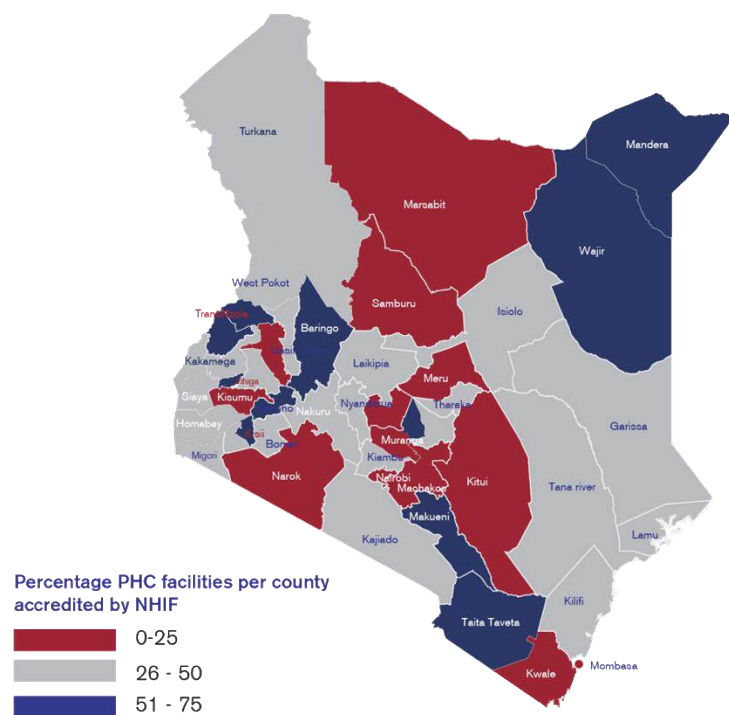 Turkana
Mandera
Marsabit
Wajir
West Pokot
Samburu
Isiolo
Baringo
Kakamega
Laikipia
Meru
Siaya
Kisumu
Nakuru
Tharaka
Homabay
Garissa
Kiambu
Migori
Narok
Nairobi
Machakos
Kitui
Tana river
Makueni
Kajiado
Lamu
Kilifi
Taita Taveta
Kwale
Mombasa
Percentage PHC facilities per county
accredited by NHIF
0-25
26 - 50
51 - 75